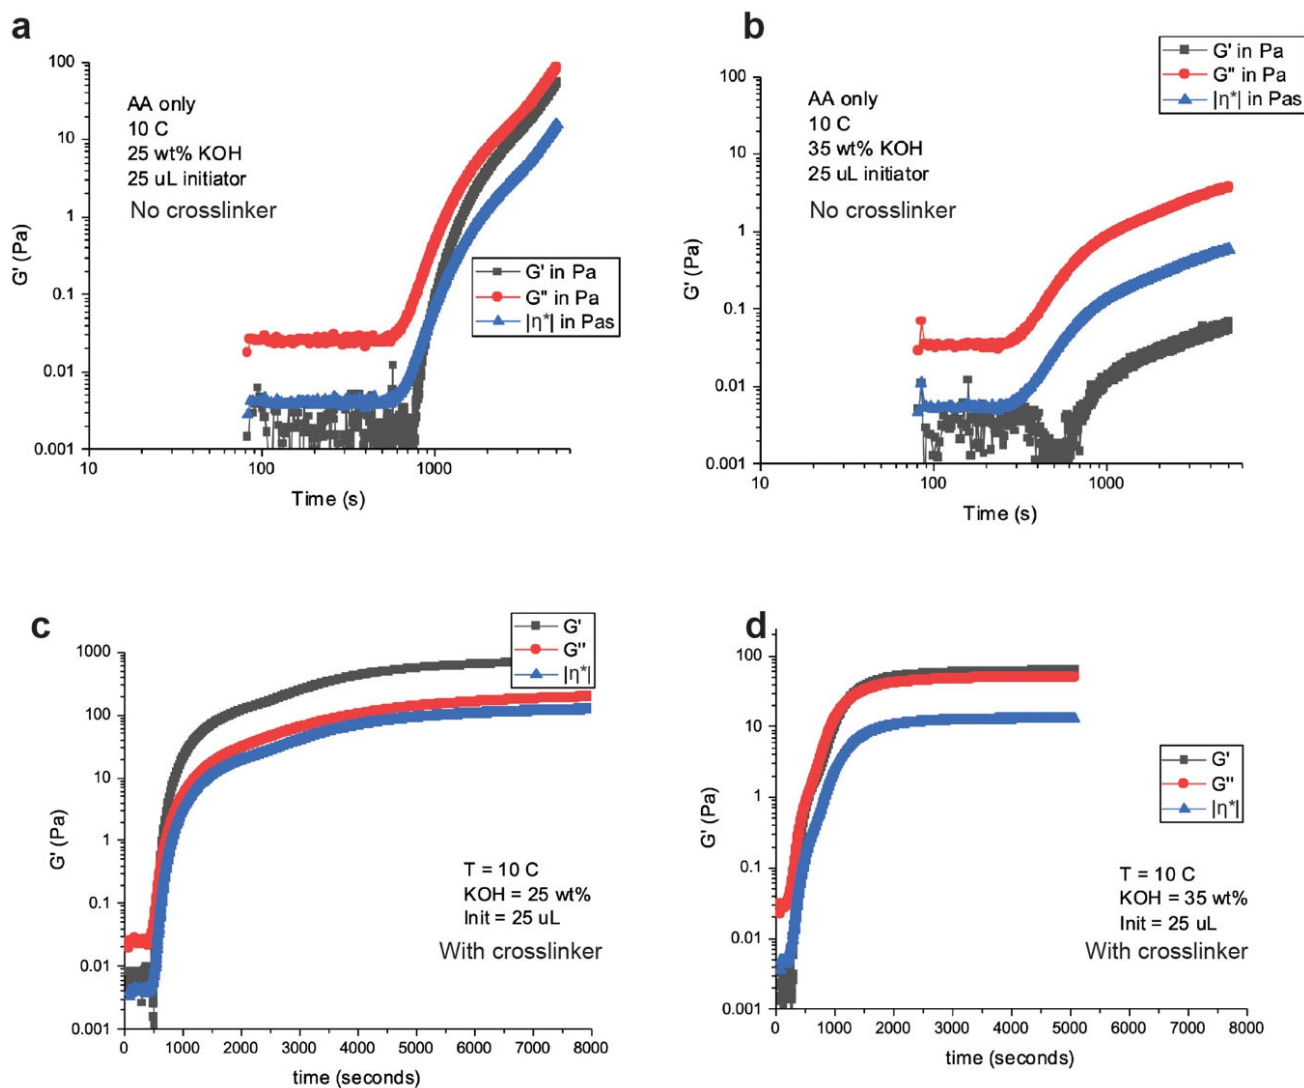 a
100
10
1
0.1
0.01
0.001
G' (Pa)
AA only
10 C
25 wt% KOH
25 uL initiator
No crosslinker
G' in Pa
G" in Pa
|η*| in Pas
10
100
1000
Time (s)
b
100
10
1
0.1
0.01
0.001
G' (Pa)
AA only
10 C
35 wt% KOH
25 uL initiator
No crosslinker
G' in Pa
G" in Pa
|η*| in Pas
10
100
1000
Time (s)
c
1000
100
10
1
0.1
0.01
0.001
G' (Pa)
G'
G"
|η*|
T = 10 C
KOH = 25 wt%
Init = 25 uL
With crosslinker
0 1000 2000 3000 4000 5000 6000 7000 8000
time (seconds)
d
100
10
1
0.1
0.01
0.001
G' (Pa)
G'
G"
|η*|
T = 10 C
KOH = 35 wt%
Init = 25 uL
With crosslinker
0 1000 2000 3000 4000 5000 6000 7000 8000
time (seconds)